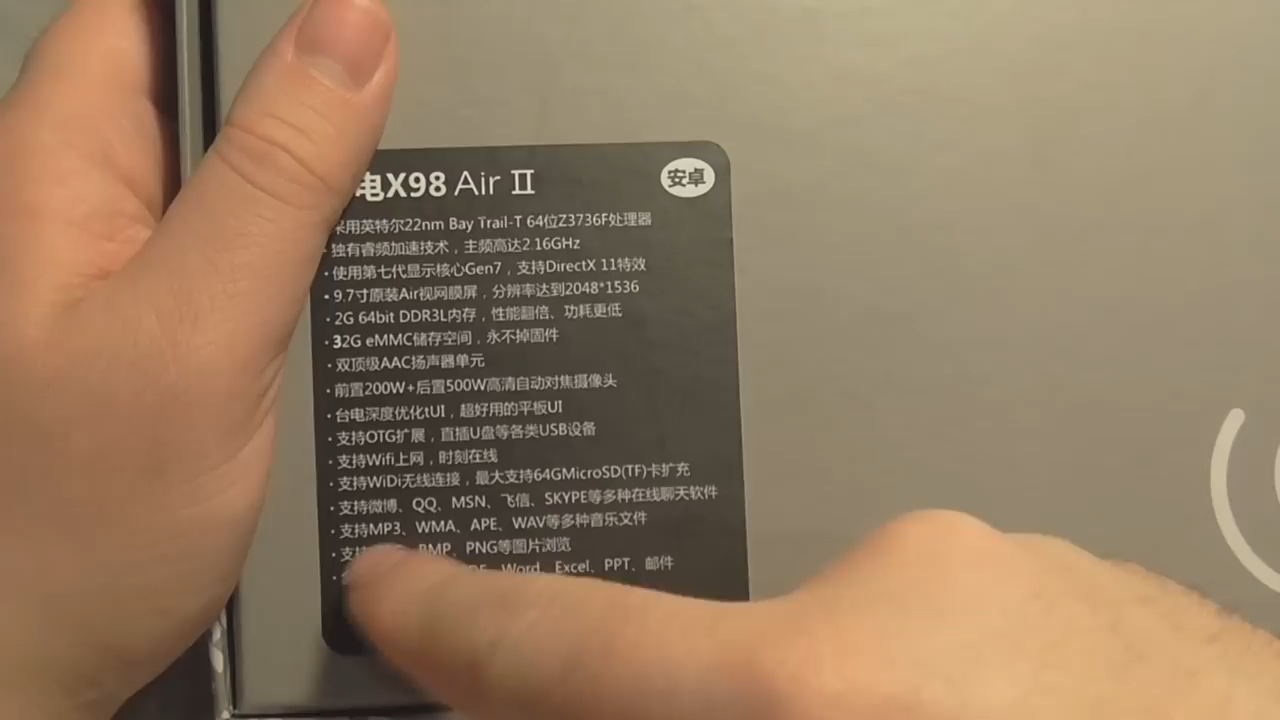 电X98 Air Ⅱ
安卓
采用英特尔22nm Bay Trail-T 64位Z3736F处理器
·独有睿频加速技术，主频高达2.16GHz
·使用第七代显示核心Gen7，支持DirectX 11特效
·9.7寸原装Air视网膜屏，分辨率达到2048*1536
·2G 64bit DDR3L内存，性能翻倍、功耗更低
·32G eMMC储存空间，永不掉固件
·双顶级AAC扬声器单元
·前置200W+后置500W高清自动对焦摄像头
·台电深度优化tUI，超好用的平板UI
·支持OTG扩展，直插U盘等各类USB设备
·支持Wifi上网，时刻在线
·支持WiDi无线连接，最大支持64GMicroSD(TF)卡扩充
·支持微博、QQ、MSN、飞信、SKYPE等多种在线聊天软件
·支持MP3、WMA、APE、WAV等多种音乐文件
·支持 BMP、PNG等图片浏览
Word、Excel、PPT、邮件